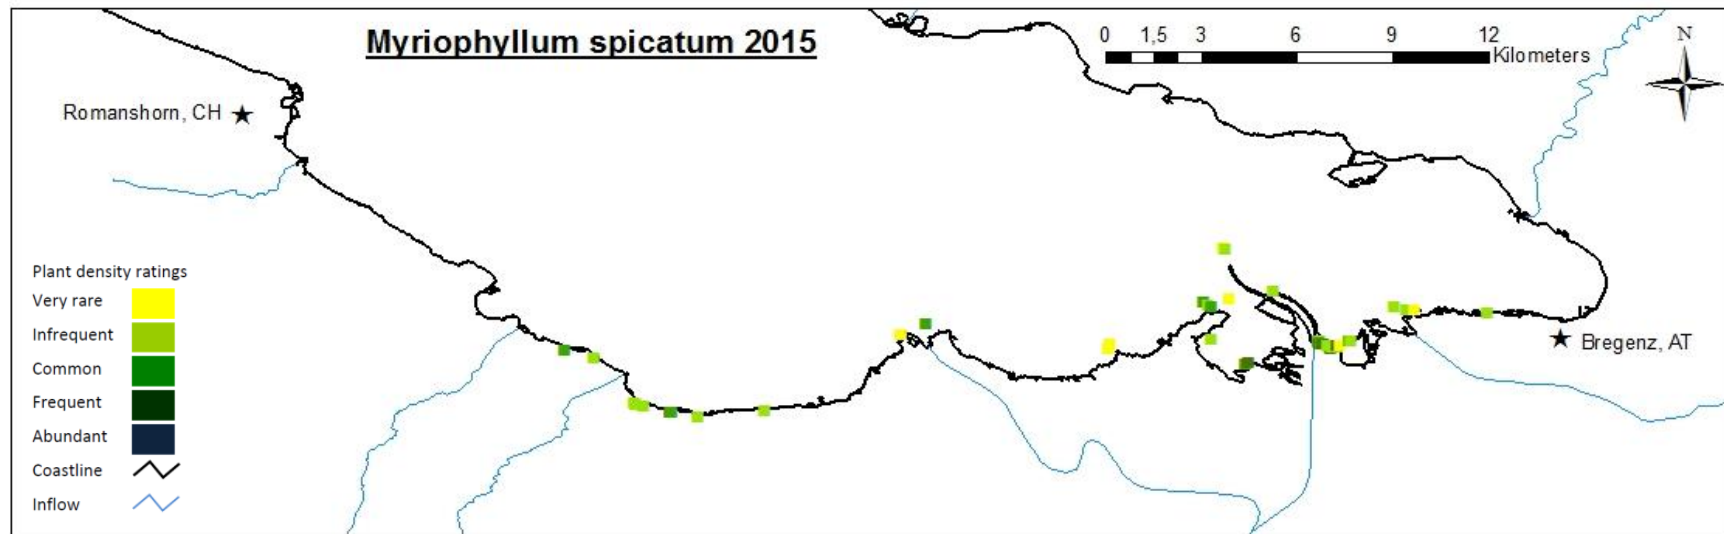 Myriophyllum spicatum 2015
0 1,5 3 6 9 12
Kilometers
N
Romanshorn, CH
Plant density ratings
Very rare
Infrequent
Common
Frequent
Abundant
Coastline
Inflow
Bregenz, AT